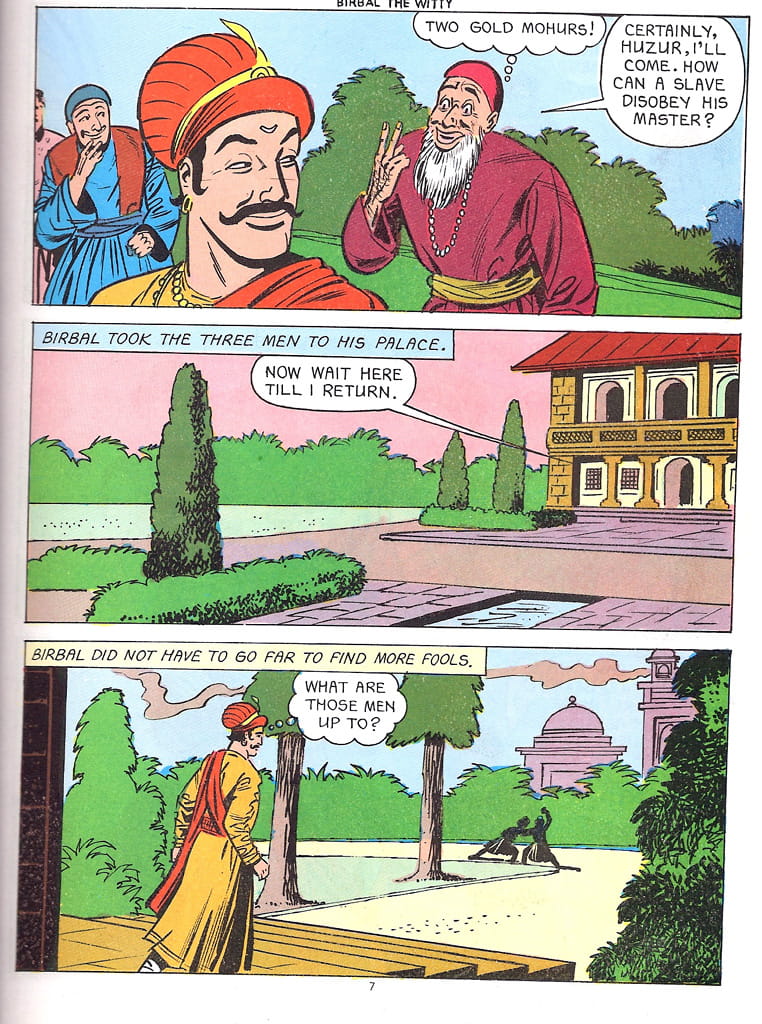 BIRBAL THE WITTY
TWO GOLD MOHURS!
CERTAINLY,
HUZUR, I'LL
COME. HOW
CAN A SLAVE
DISOBEY HIS
MASTER?
BIRBAL TOOK THE THREE MEN TO HIS PALACE.
NOW WAIT HERE
TILL I RETURN.
BIRBAL DID NOT HAVE TO GO FAR TO FIND MORE FOOLS.
WHAT ARE
THOSE MEN
UP TO?
7